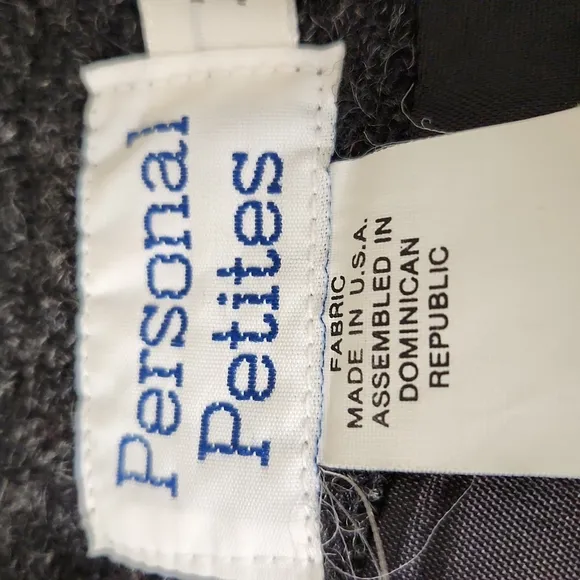 Personal
Petites
FABRIC
MADE IN U.S.A.
ASSEMBLED IN
DOMINICAN
REPUBLIC